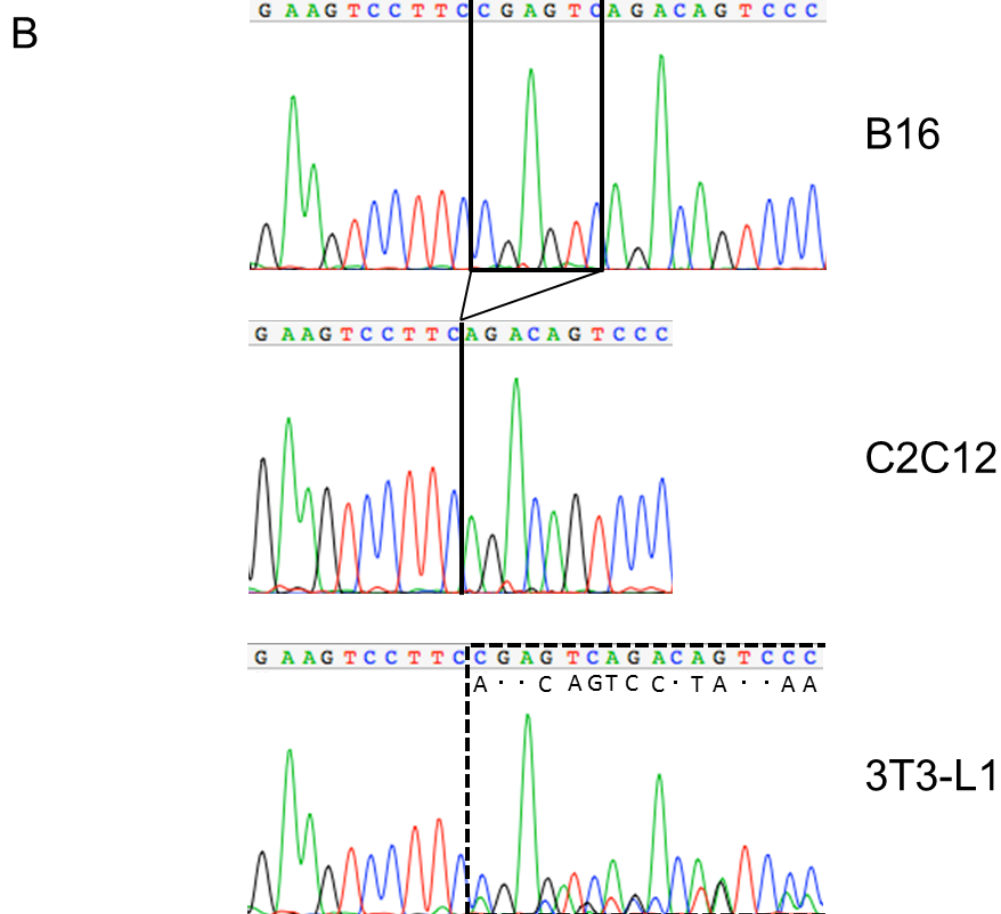 B
G A A G T C C T T C C G A G T C A G A C A G T C C C
B16
G A A G T C C T T C A G A C A G T C C C
C2C12
G A A G T C C T T C C G A G T C A G A C A G T C C C
A · · C A G T C C · T A · · A A
3T3-L1